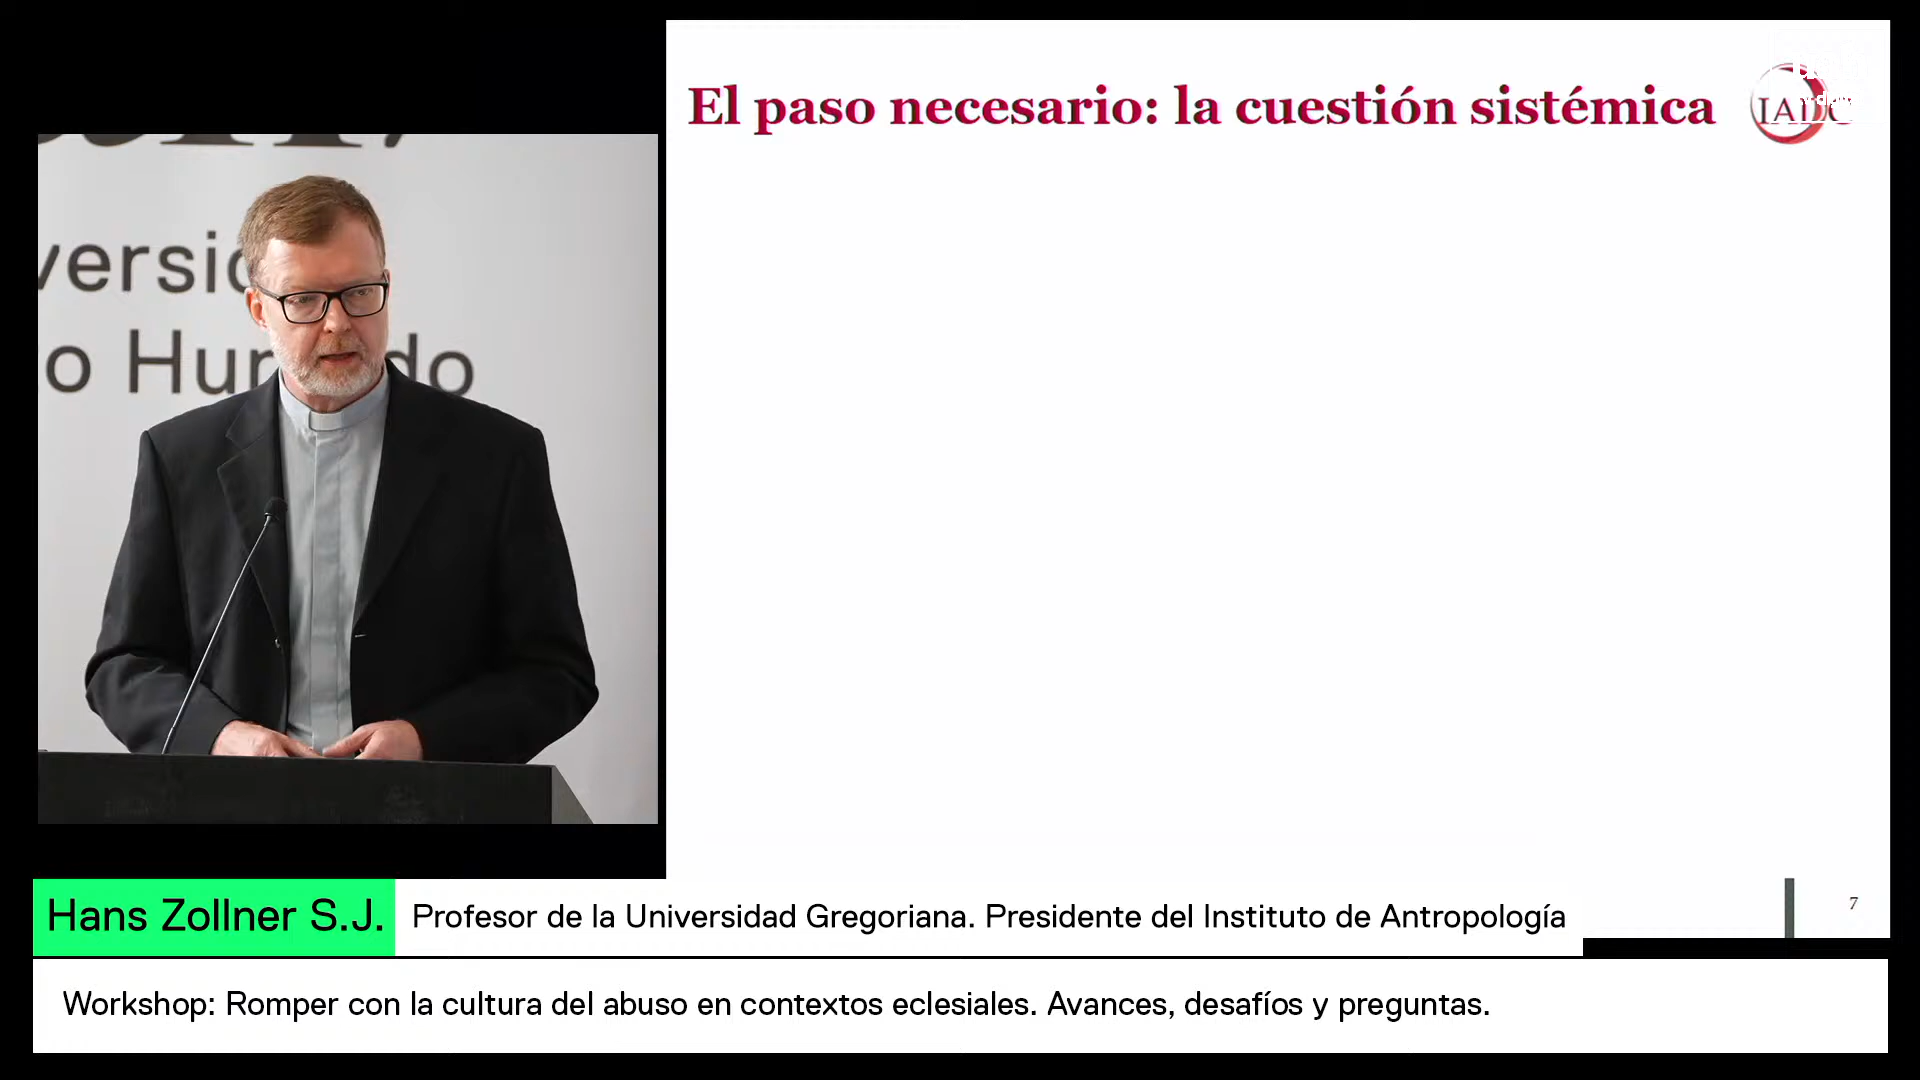 El paso necesario: la cuestión sistémica
IADC
Hans Zollner S.J.
Profesor de la Universidad Gregoriana. Presidente del Instituto de Antropología
7
Workshop: Romper con la cultura del abuso en contextos eclesiales. Avances, desafíos y preguntas.